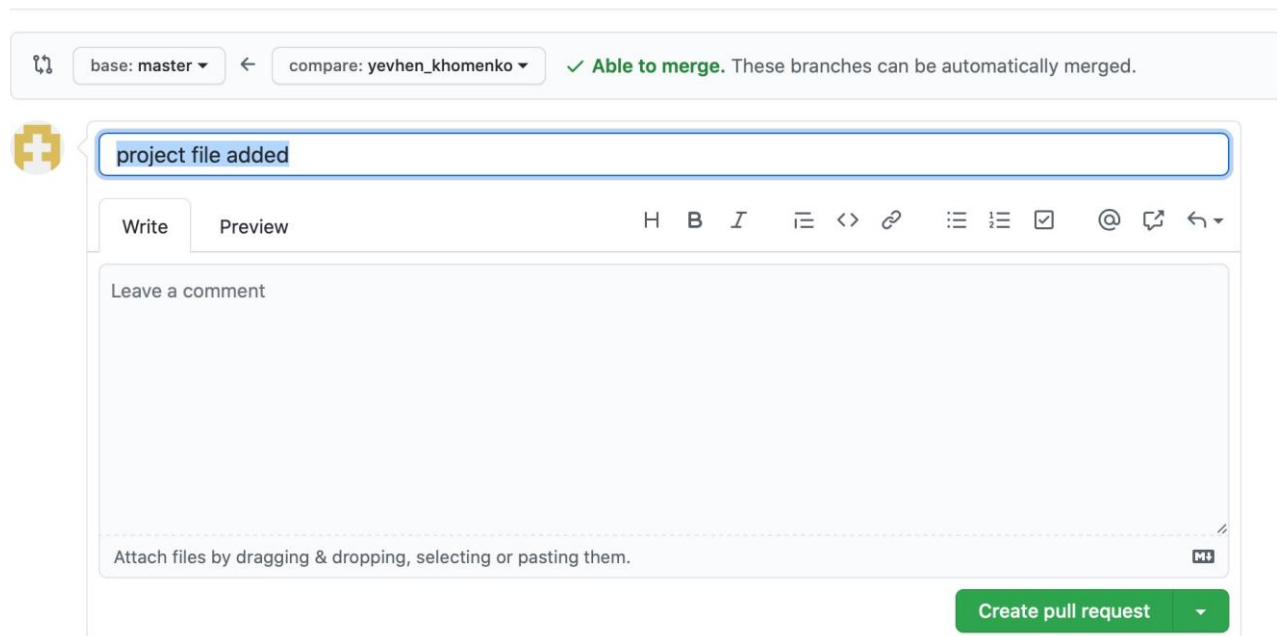 base: master compare: yevhen_khomenko Able to merge. These branches can be automatically merged.
project file added
Write Preview H B I <> @
Leave a comment
Attach files by dragging & dropping, selecting or pasting them.
M↓
Create pull request